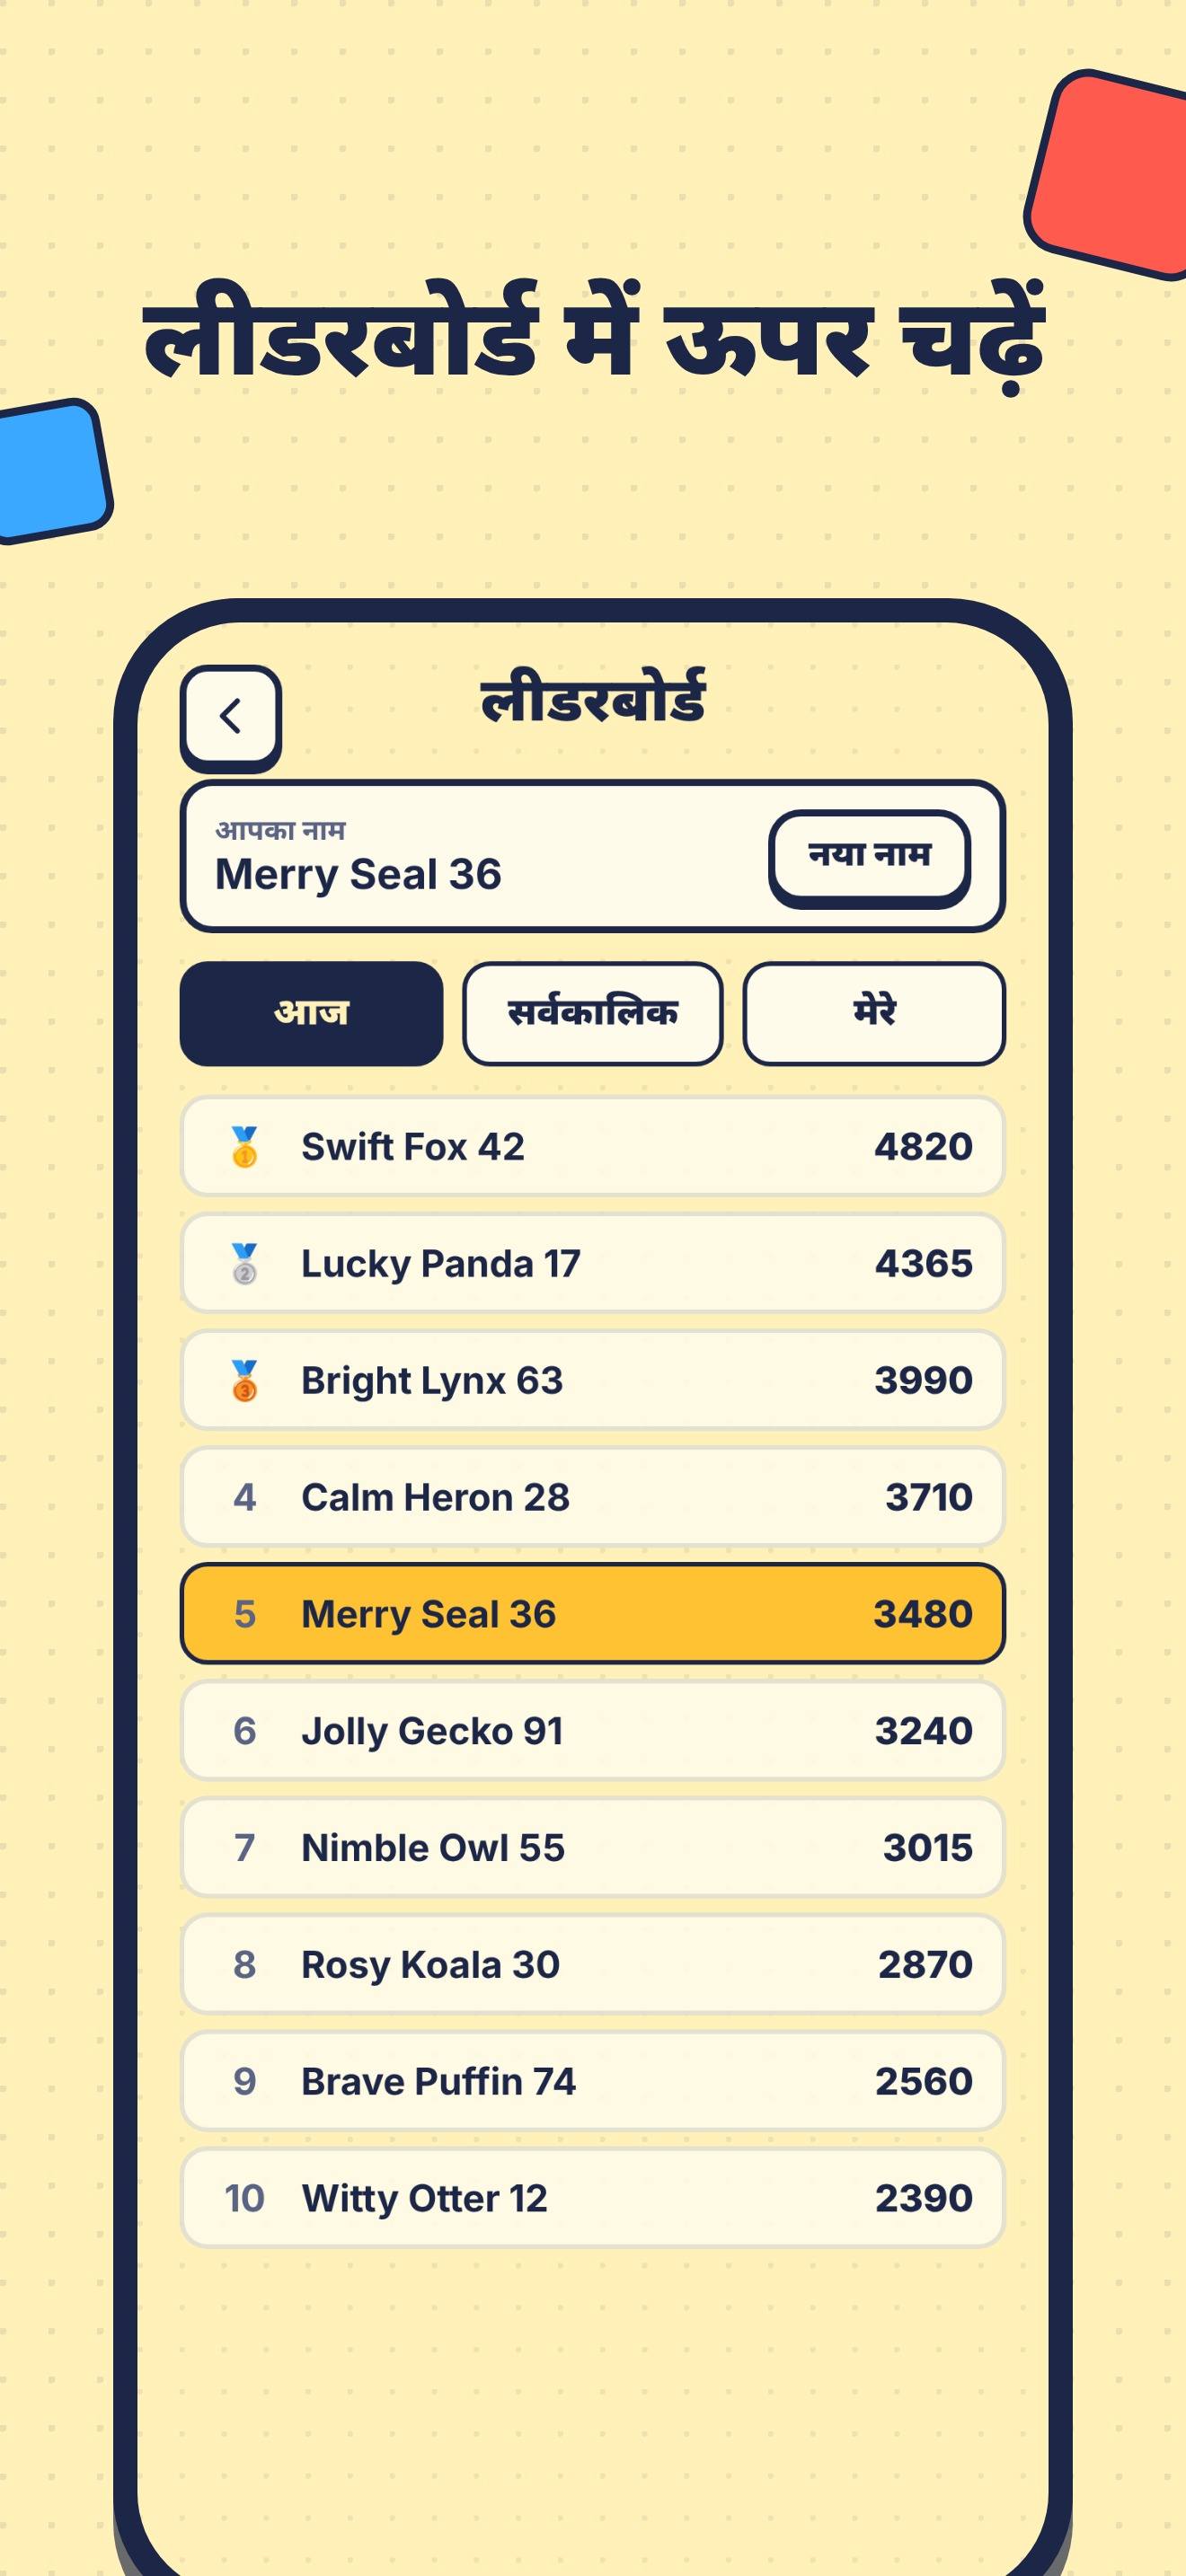 लीडरबोर्ड में ऊपर चढ़ें
लीडरबोर्ड
आपका नाम
Merry Seal 36
नया नाम
आज
सर्वकालिक
मेरे
1 Swift Fox 42 4820
2 Lucky Panda 17 4365
3 Bright Lynx 63 3990
4 Calm Heron 28 3710
5 Merry Seal 36 3480
6 Jolly Gecko 91 3240
7 Nimble Owl 55 3015
8 Rosy Koala 30 2870
9 Brave Puffin 74 2560
10 Witty Otter 12 2390